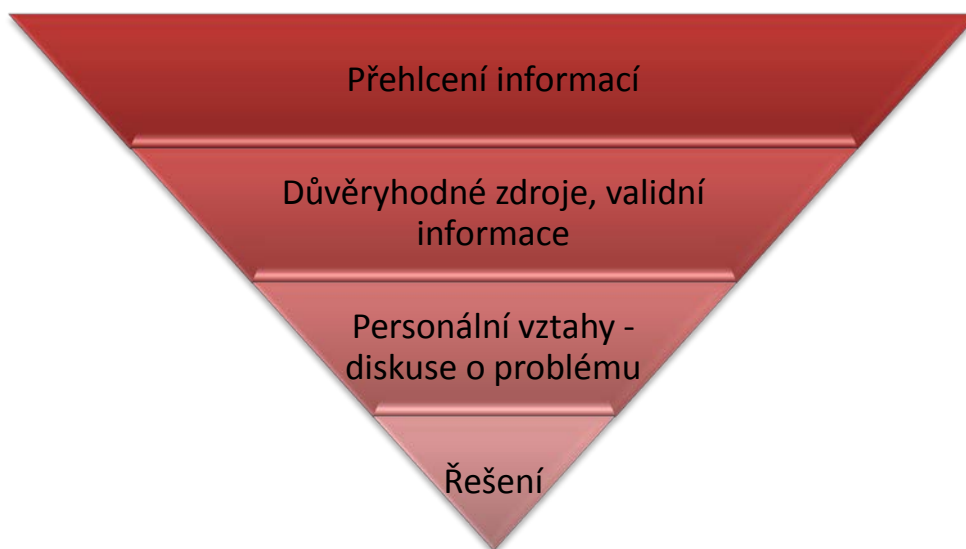 Přehlcení informací
Důvěryhodné zdroje, validní
informace
Personální vztahy -
diskuse o problému
Řešení